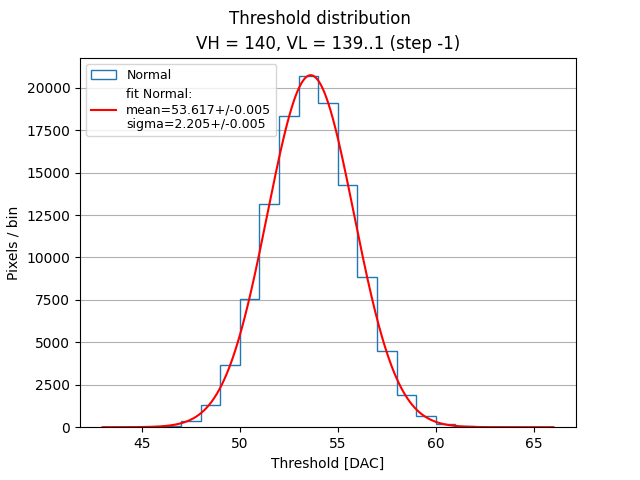 Threshold distribution
VH = 140, VL = 139..1 (step -1)
Normal
fit Normal:
mean=53.617+/-0.005
sigma=2.205+/-0.005
Pixels / bin
20000
17500
15000
12500
10000
7500
5000
2500
0
45
50
55
60
65
Threshold [DAC]